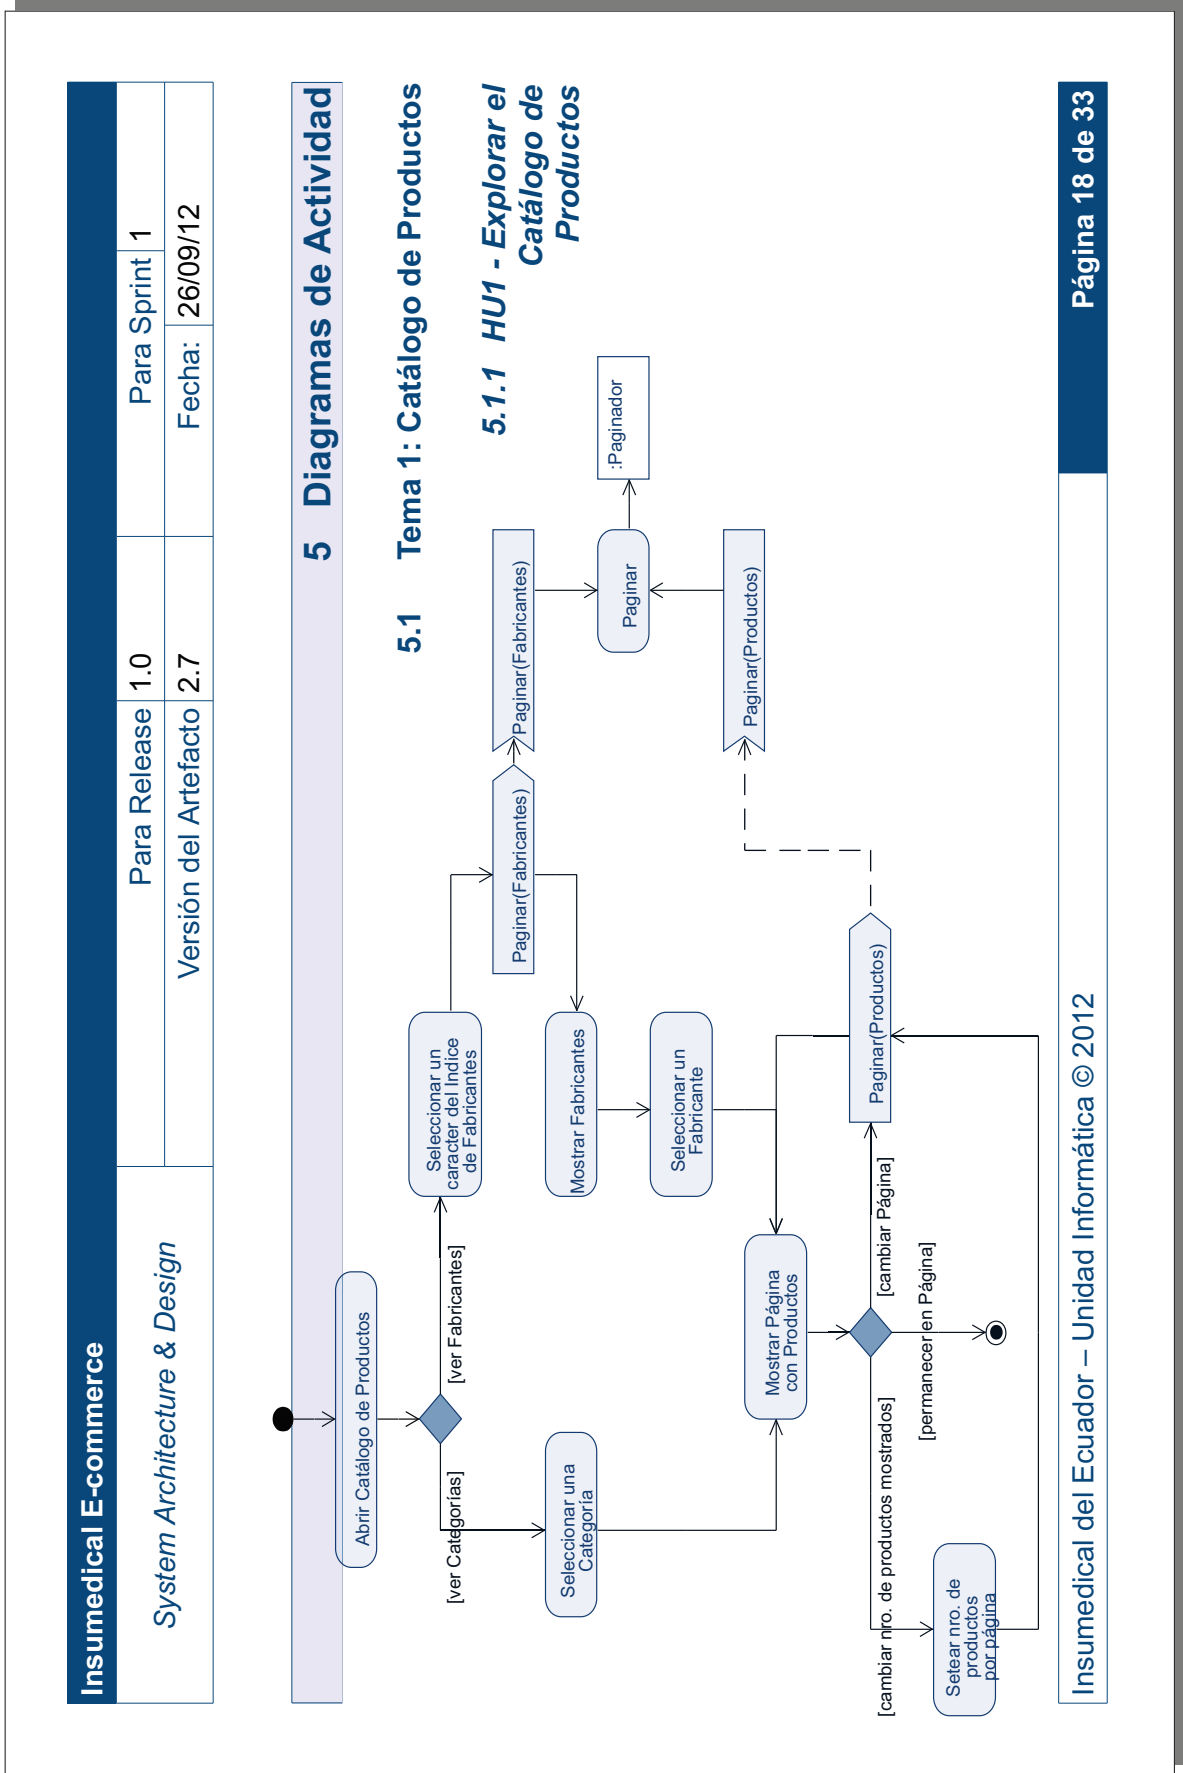 Insumedical E-commerce
System Architecture & Design
Para Release 1.0
Para Sprint 1
Versión del Artefacto 2.7
Fecha: 26/09/12
5 Diagramas de Actividad
5.1 Tema 1: Catálogo de Productos
5.1.1 HU1 - Explorar el
Catálogo de
Productos
Abrir Catálogo de Productos
[ver Categorías]
[ver Fabricantes]
Seleccionar un
caracter del Indice
de Fabricantes
Paginar(Fabricantes)
Paginar(Fabricantes)
Seleccionar una
Categoría
Mostrar Fabricantes
Paginar
:Paginador
Seleccionar un
Fabricante
Paginar(Productos)
Mostrar Página
con Productos
Paginar(Productos)
[cambiar nro. de productos mostrados]
[cambiar Página]
[permanecer en Página]
Setear nro. de
productos
por página
Insumedical del Ecuador – Unidad Informática © 2012
Página 18 de 33